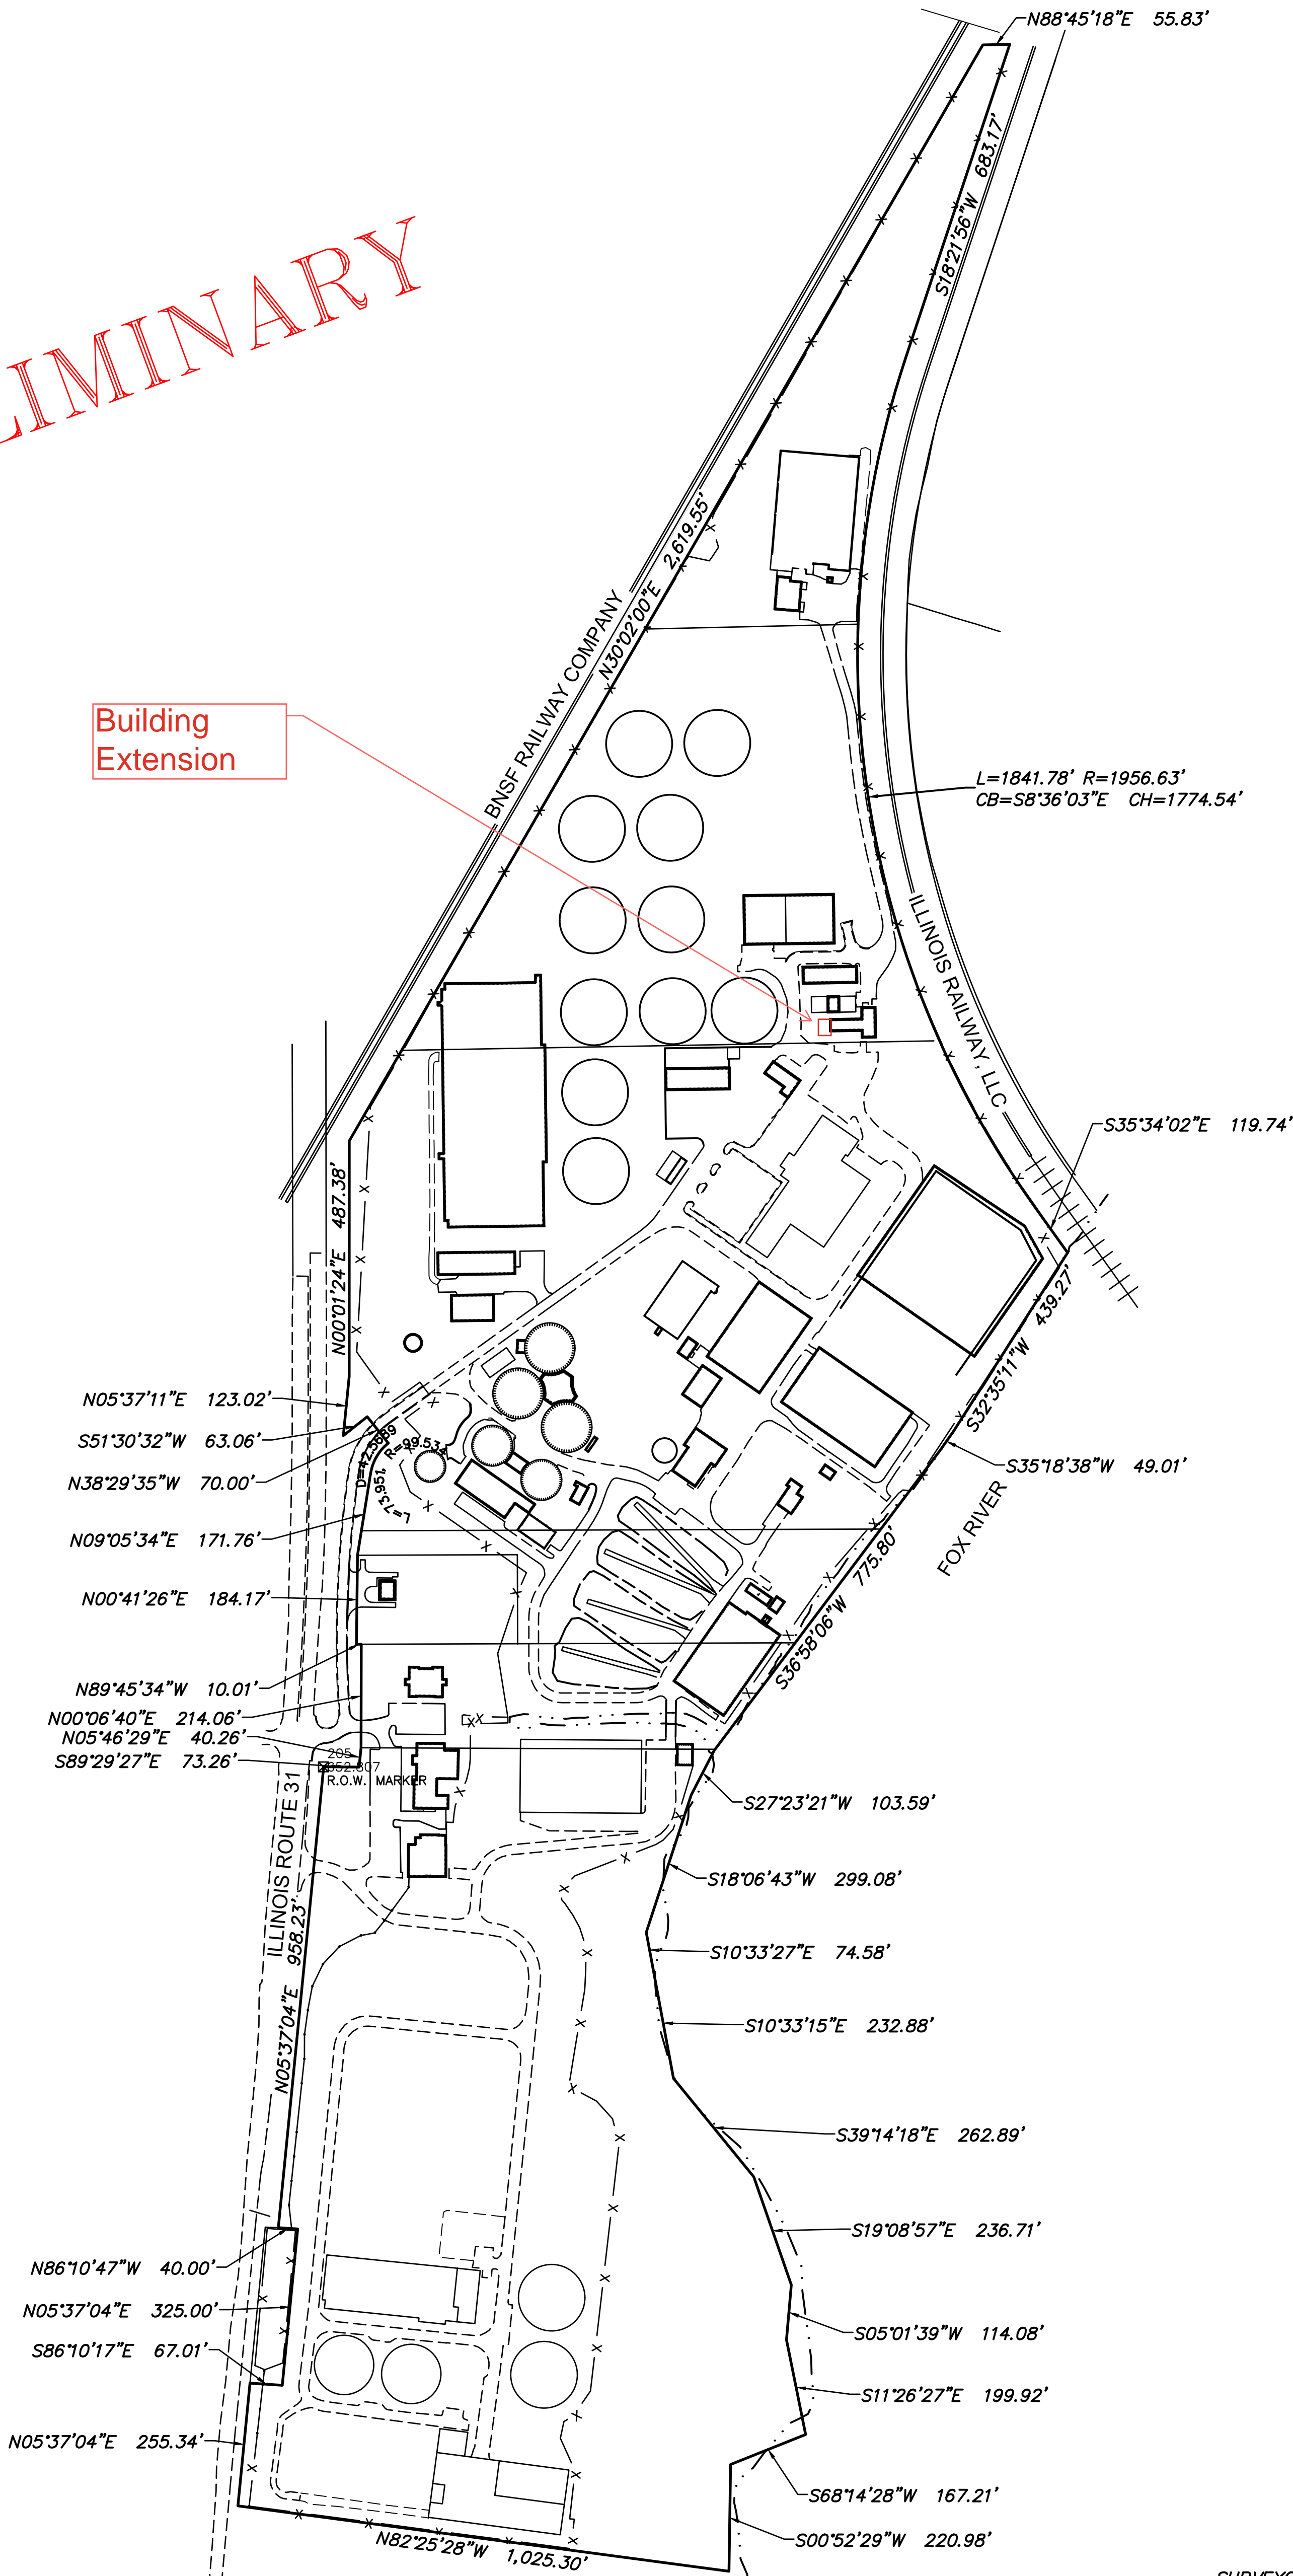 N88°45'18"E 55.83'
S18°21'56"W 683.17'
LIMINARY
N30°02'00"E 2,619.55'
BNSF RAILWAY COMPANY
Building
Extension
L=1841.78' R=1956.63'
CB=S8°36'03"E CH=1774.54'
ILLINOIS RAILWAY, LLC
S35°34'02"E 119.74'
N00°01'24"E 487.38'
S32°35'11"W 439.27'
N05°37'11"E 123.02'
S51°30'32"W 63.06'
N38°29'35"W 70.00'
D=42.5689
R=99.534
L=73.951
S35°18'38"W 49.01'
FOX RIVER
N09°05'34"E 171.76'
S36°58'06"W 775.80'
N00°41'26"E 184.17'
N89°45'34"W 10.01'
N00°06'40"E 214.06'
N05°46'29"E 40.26'
S89°29'27"E 73.26'
205
652.807
R.O.W. MARKER
ILLINOIS ROUTE 31
S27°23'21"W 103.59'
S18°06'43"W 299.08'
N05°37'04"E 958.23'
S10°33'27"E 74.58'
S10°33'15"E 232.88'
S39°14'18"E 262.89'
S19°08'57"E 236.71'
N86°10'47"W 40.00'
N05°37'04"E 325.00'
S86°10'17"E 67.01'
S05°01'39"W 114.08'
S11°26'27"E 199.92'
N05°37'04"E 255.34'
S68°14'28"W 167.21'
S00°52'29"W 220.98'
N82°25'28"W 1,025.30'